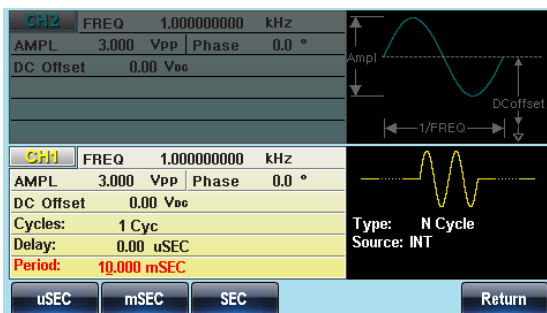 CH2 FREQ 1.000000000 kHz
AMPL 3.000 Vpp Phase 0.0 °
DC Offset 0.00 VDC
Ampl
DCoffset
1/FREQ
CH1 FREQ 1.000000000 kHz
AMPL 3.000 Vpp Phase 0.0 °
DC Offset 0.00 VDC
Cycles: 1 Cyc
Delay: 0.00 uSEC
Period: 10.000 mSEC
Type: N Cycle
Source: INT
uSEC mSEC SEC Return